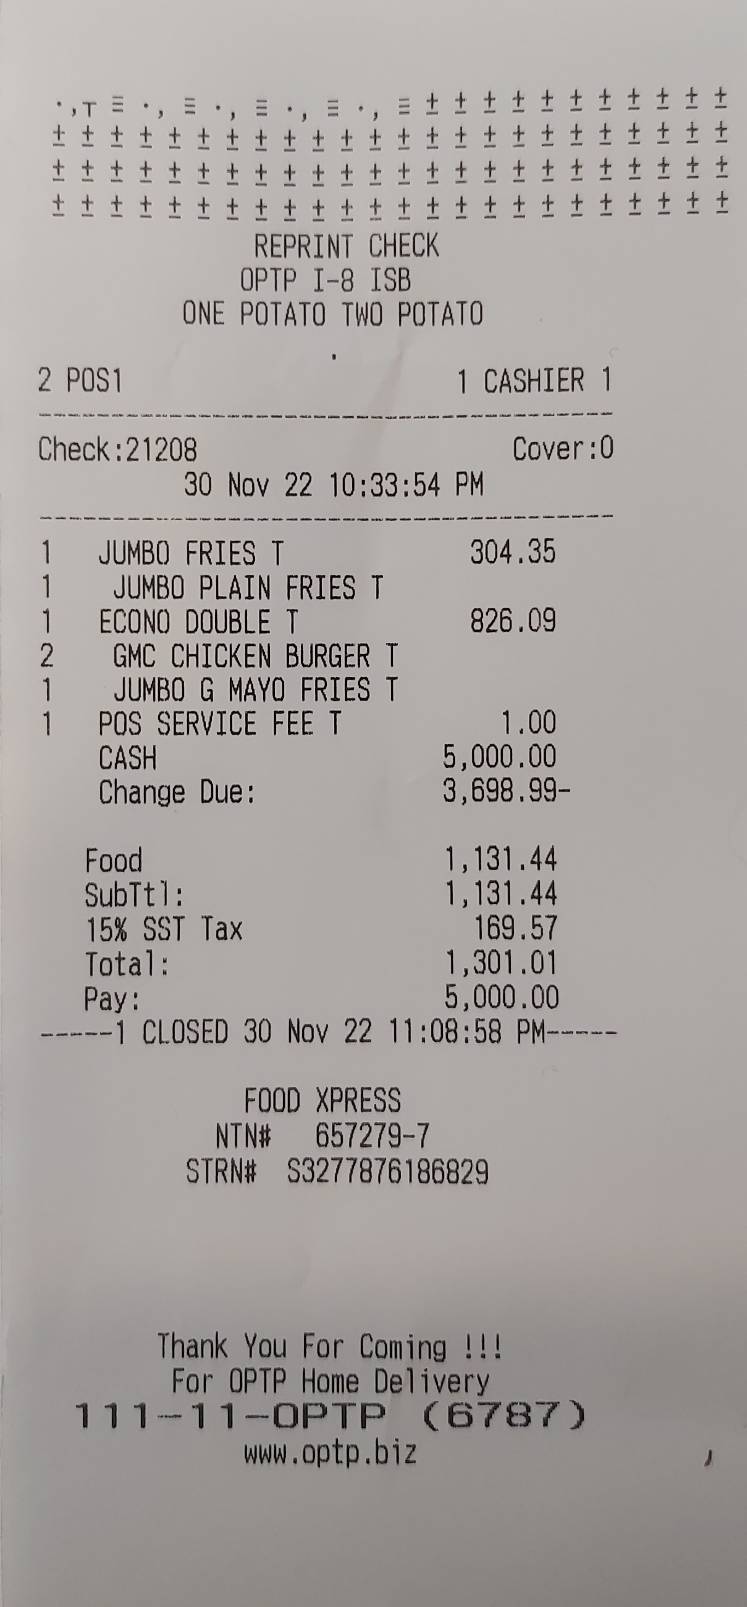 ·,┬ ≡ ·, ≡ ·, ≡ ·, ≡ ·, ≡ ± ± ± ± ± ± ± ± ± ± ±
± ± ± ± ± ± ± ± ± ± ± ± ± ± ± ± ± ± ± ± ± ± ± ±
± ± ± ± ± ± ± ± ± ± ± ± ± ± ± ± ± ± ± ± ± ± ± ±
± ± ± ± ± ± ± ± ± ± ± ± ± ± ± ± ± ± ± ± ± ± ± ±
REPRINT CHECK
OPTP I-8 ISB
ONE POTATO TWO POTATO
2 POS1 1 CASHIER 1
----------------------------------------
Check:21208 Cover:0
30 Nov 22 10:33:54 PM
----------------------------------------
1 JUMBO FRIES T 304.35
1 JUMBO PLAIN FRIES T
1 ECONO DOUBLE T 826.09
2 GMC CHICKEN BURGER T
1 JUMBO G MAYO FRIES T
1 POS SERVICE FEE T 1.00
CASH 5,000.00
Change Due: 3,698.99-
Food 1,131.44
SubTtl: 1,131.44
15% SST Tax 169.57
Total: 1,301.01
Pay: 5,000.00
-----1 CLOSED 30 Nov 22 11:08:58 PM-----
FOOD XPRESS
NTN# 657279-7
STRN# S3277876186829
Thank You For Coming !!!
For OPTP Home Delivery
111-11-OPTP (6787)
www.optp.biz